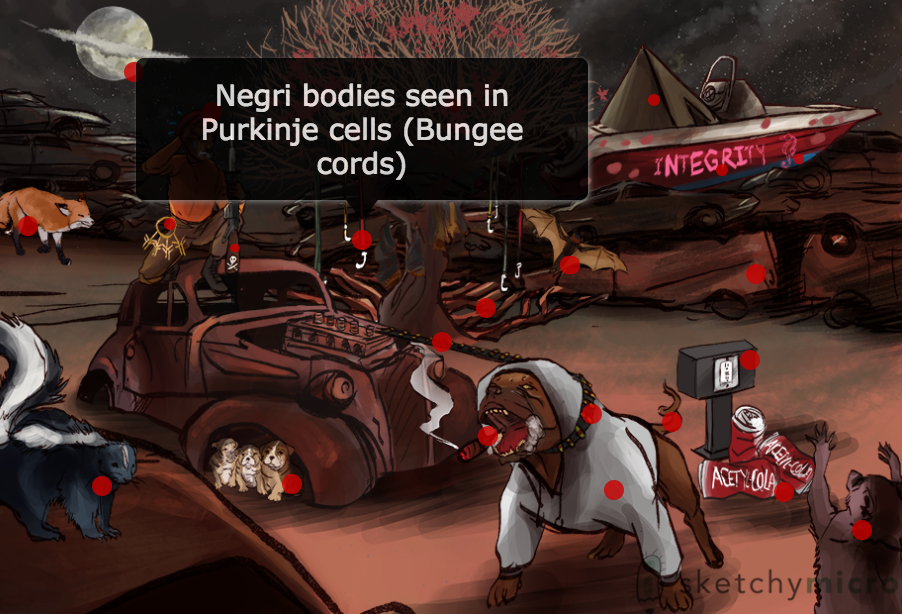 Negri bodies seen in
Purkinje cells (Bungee
cords)
INTEGRITY
ACETYL-COLA
ACETYL-COLA
sketchymicro